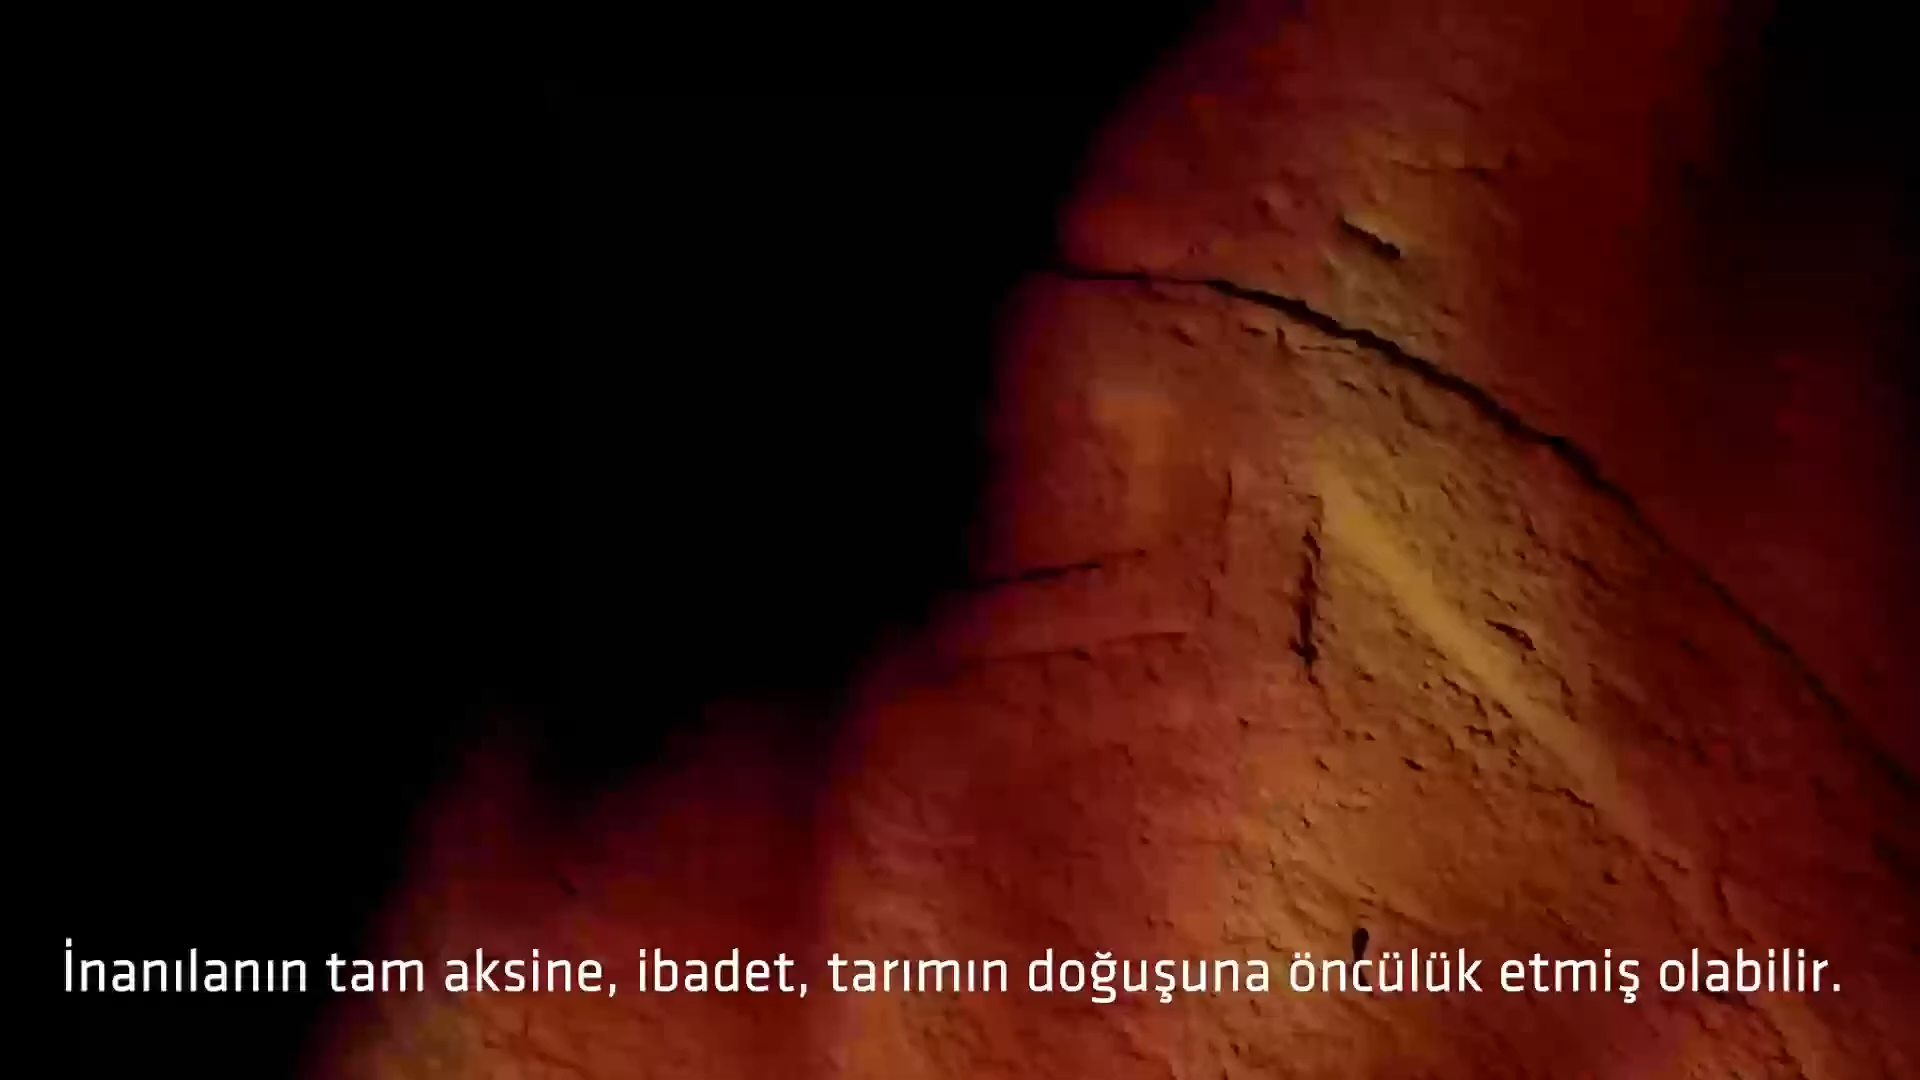 İnanılanın tam aksine, ibadet, tarımın doğuşuna öncülük etmiş olabilir.